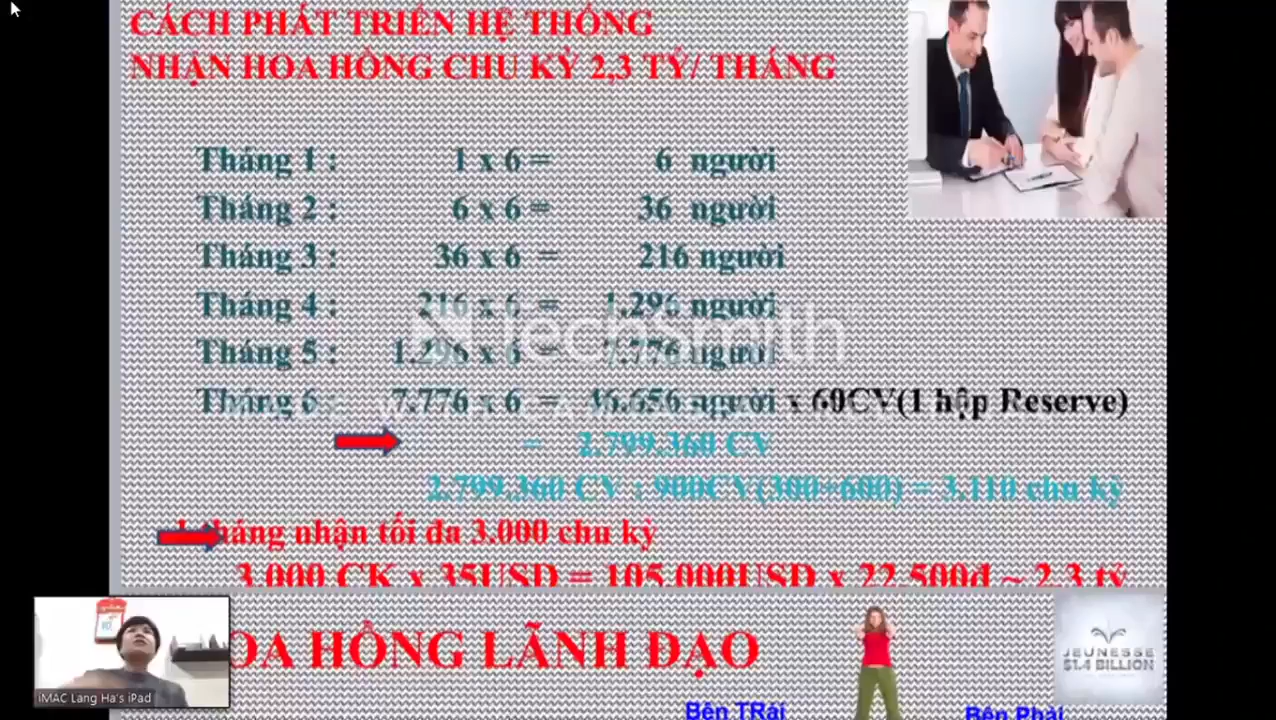 CÁCH PHÁT TRIỂN HỆ THỐNG
NHẬN HOA HỒNG CHU KỲ 2,3 TỶ/ THÁNG
Tháng 1 : 1 x 6 = 6 người
Tháng 2 : 6 x 6 = 36 người
Tháng 3 : 36 x 6 = 216 người
Tháng 4 : 216 x 6 = 1.296 người
Tháng 5 : 1.296 x 6 = 7.776 người
Tháng 6 : 7.776 x 6 = 46.656 người x 60CV(1 hộp Reserve)
= 2.799.360 CV
2.799.360 CV : 900CV(300+600) = 3.110 chu kỳ
tháng nhận tối đa 3.000 chu kỳ
3.000 CK x 35USD = 105.000USD x 22.500đ ~ 2,3 tỷ
OA HỒNG LÃNH ĐẠO
Bên TRái
Bên Phải
JEUNESSE
$1.4 BILLION
iMAC Lang Ha's iPad
TechSmith